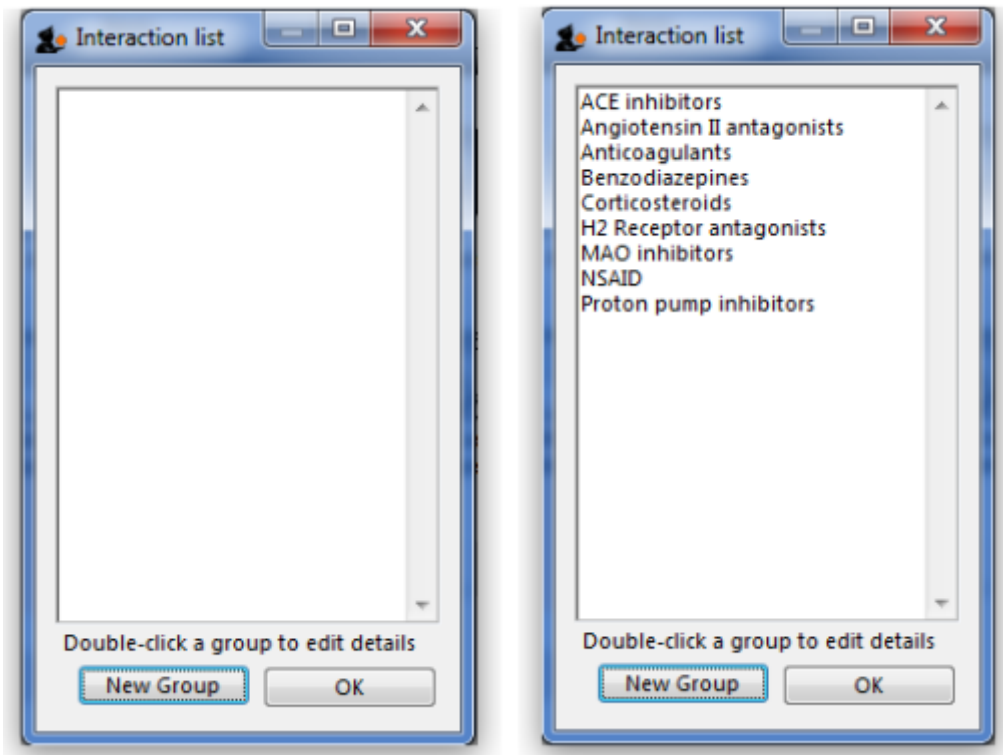 Interaction list
Double-click a group to edit details
New Group
OK
Interaction list
ACE inhibitors
Angiotensin II antagonists
Anticoagulants
Benzodiazepines
Corticosteroids
H2 Receptor antagonists
MAO inhibitors
NSAID
Proton pump inhibitors
Double-click a group to edit details
New Group
OK